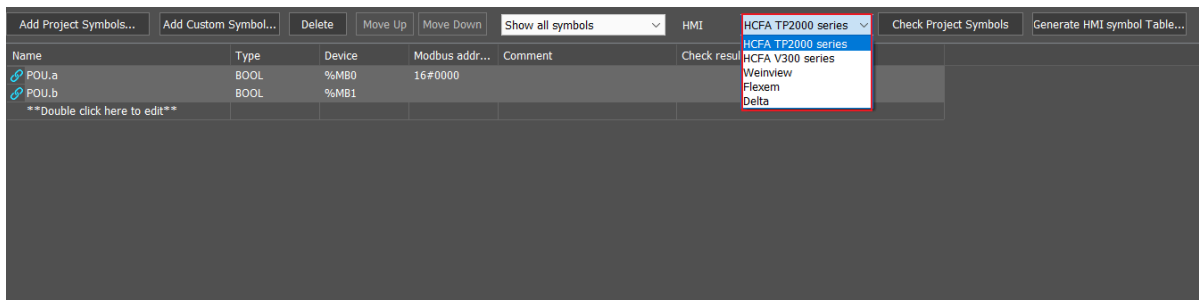 Add Project Symbols... Add Custom Symbol... Delete Move Up Move Down Show all symbols HMI HCFA TP2000 series Check Project Symbols Generate HMI symbol Table...
HCFA TP2000 series
HCFA V300 series
Weinview
Flexem
Delta
Name Type Device Modbus addr... Comment Check resul
POU.a BOOL %MB0 16#0000
POU.b BOOL %MB1
**Double click here to edit**